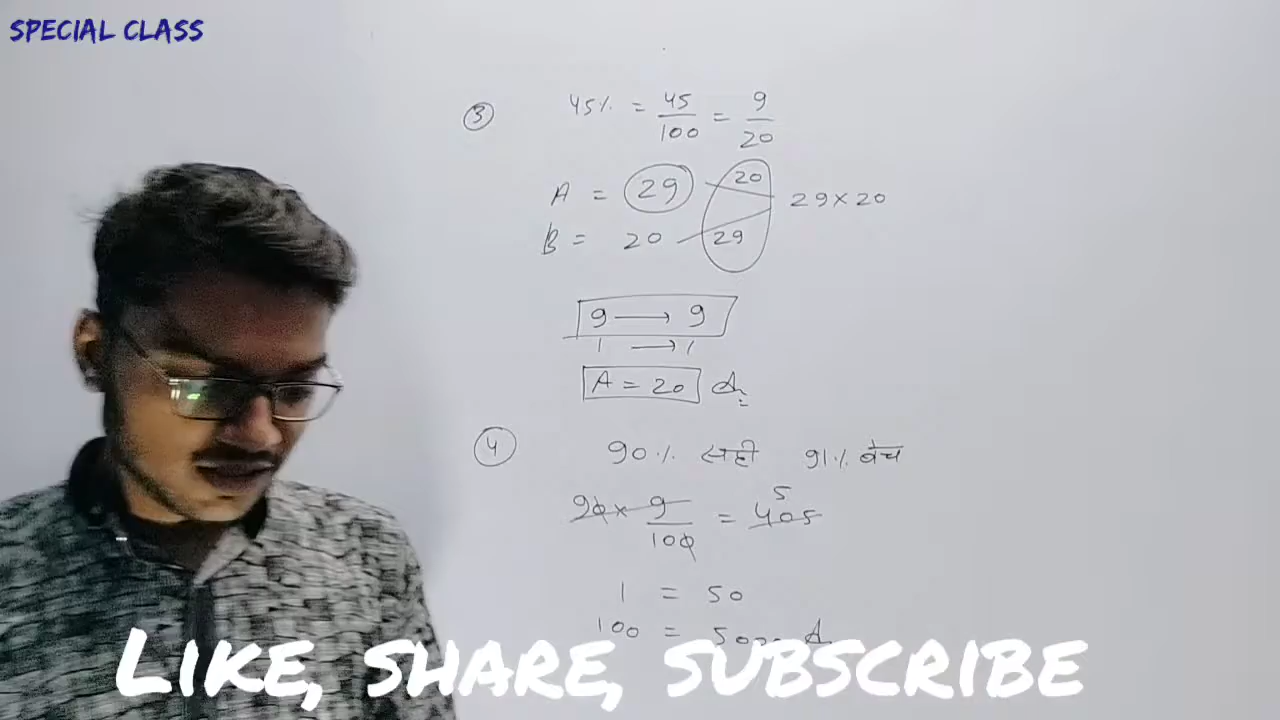 SPECIAL CLASS
③ 45% = 45/100 = 9/20
A = 29 20 29×20
B = 20 29
9 → 9
1 → 1
A = 20
④ 90% सही 91% वेध
90 × 9/100 = 405 5
1 = 50
100 =
LIKE, SHARE, SUBSCRIBE